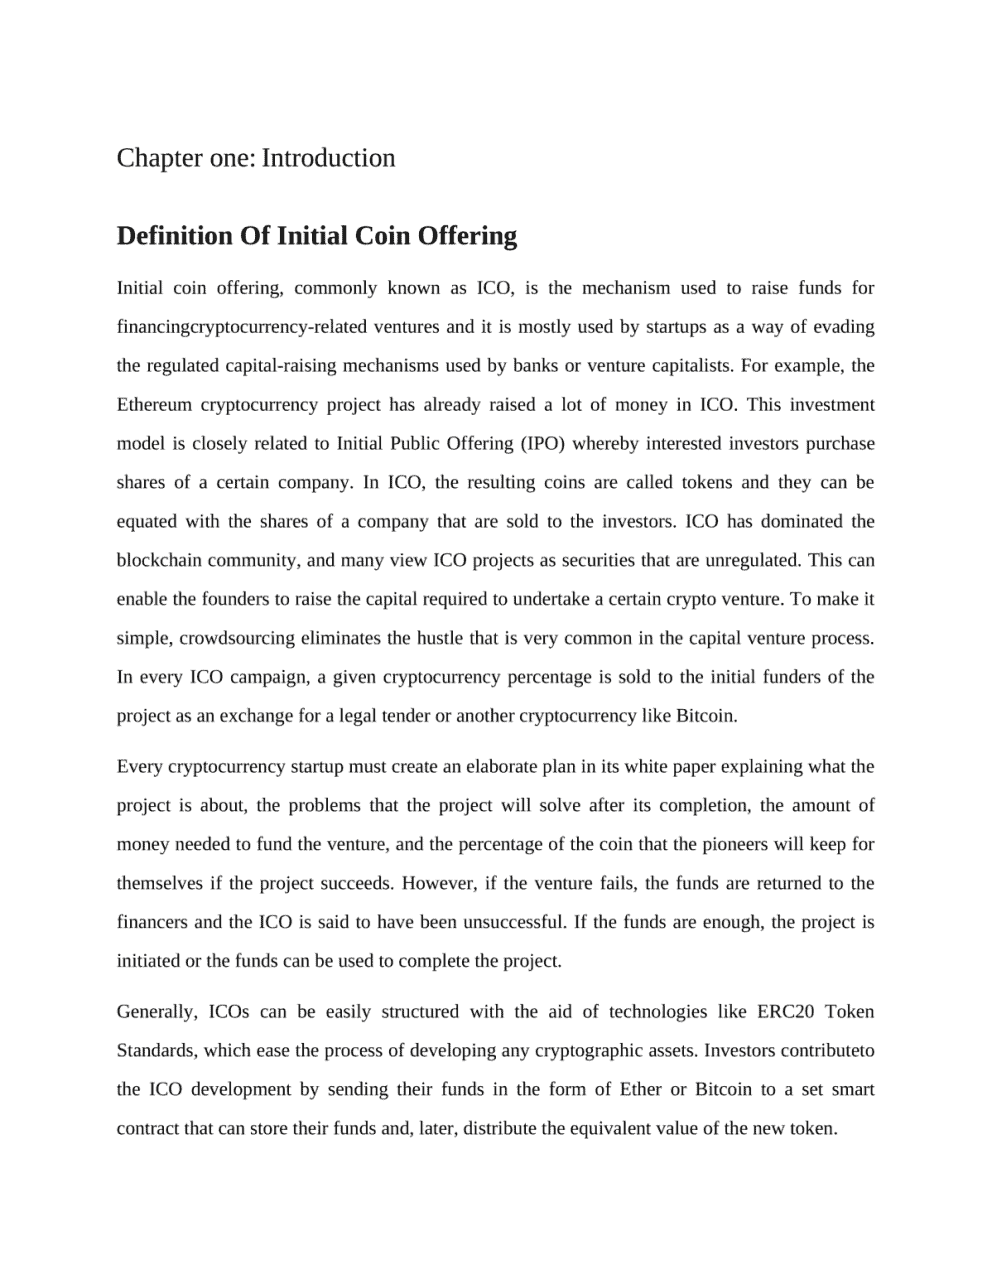 Chapter one: Introduction
Definition Of Initial Coin Offering
Initial coin offering, commonly known as ICO, is the mechanism used to raise funds for
financingcryptocurrency-related ventures and it is mostly used by startups as a way of evading
the regulated capital-raising mechanisms used by banks or venture capitalists. For example, the
Ethereum cryptocurrency project has already raised a lot of money in ICO. This investment
model is closely related to Initial Public Offering (IPO) whereby interested investors purchase
shares of a certain company. In ICO, the resulting coins are called tokens and they can be
equated with the shares of a company that are sold to the investors. ICO has dominated the
blockchain community, and many view ICO projects as securities that are unregulated. This can
enable the founders to raise the capital required to undertake a certain crypto venture. To make it
simple, crowdsourcing eliminates the hustle that is very common in the capital venture process.
In every ICO campaign, a given cryptocurrency percentage is sold to the initial funders of the
project as an exchange for a legal tender or another cryptocurrency like Bitcoin.
Every cryptocurrency startup must create an elaborate plan in its white paper explaining what the
project is about, the problems that the project will solve after its completion, the amount of
money needed to fund the venture, and the percentage of the coin that the pioneers will keep for
themselves if the project succeeds. However, if the venture fails, the funds are returned to the
financers and the ICO is said to have been unsuccessful. If the funds are enough, the project is
initiated or the funds can be used to complete the project.
Generally, ICOs can be easily structured with the aid of technologies like ERC20 Token
Standards, which ease the process of developing any cryptographic assets. Investors contributeto
the ICO development by sending their funds in the form of Ether or Bitcoin to a set smart
contract that can store their funds and, later, distribute the equivalent value of the new token.